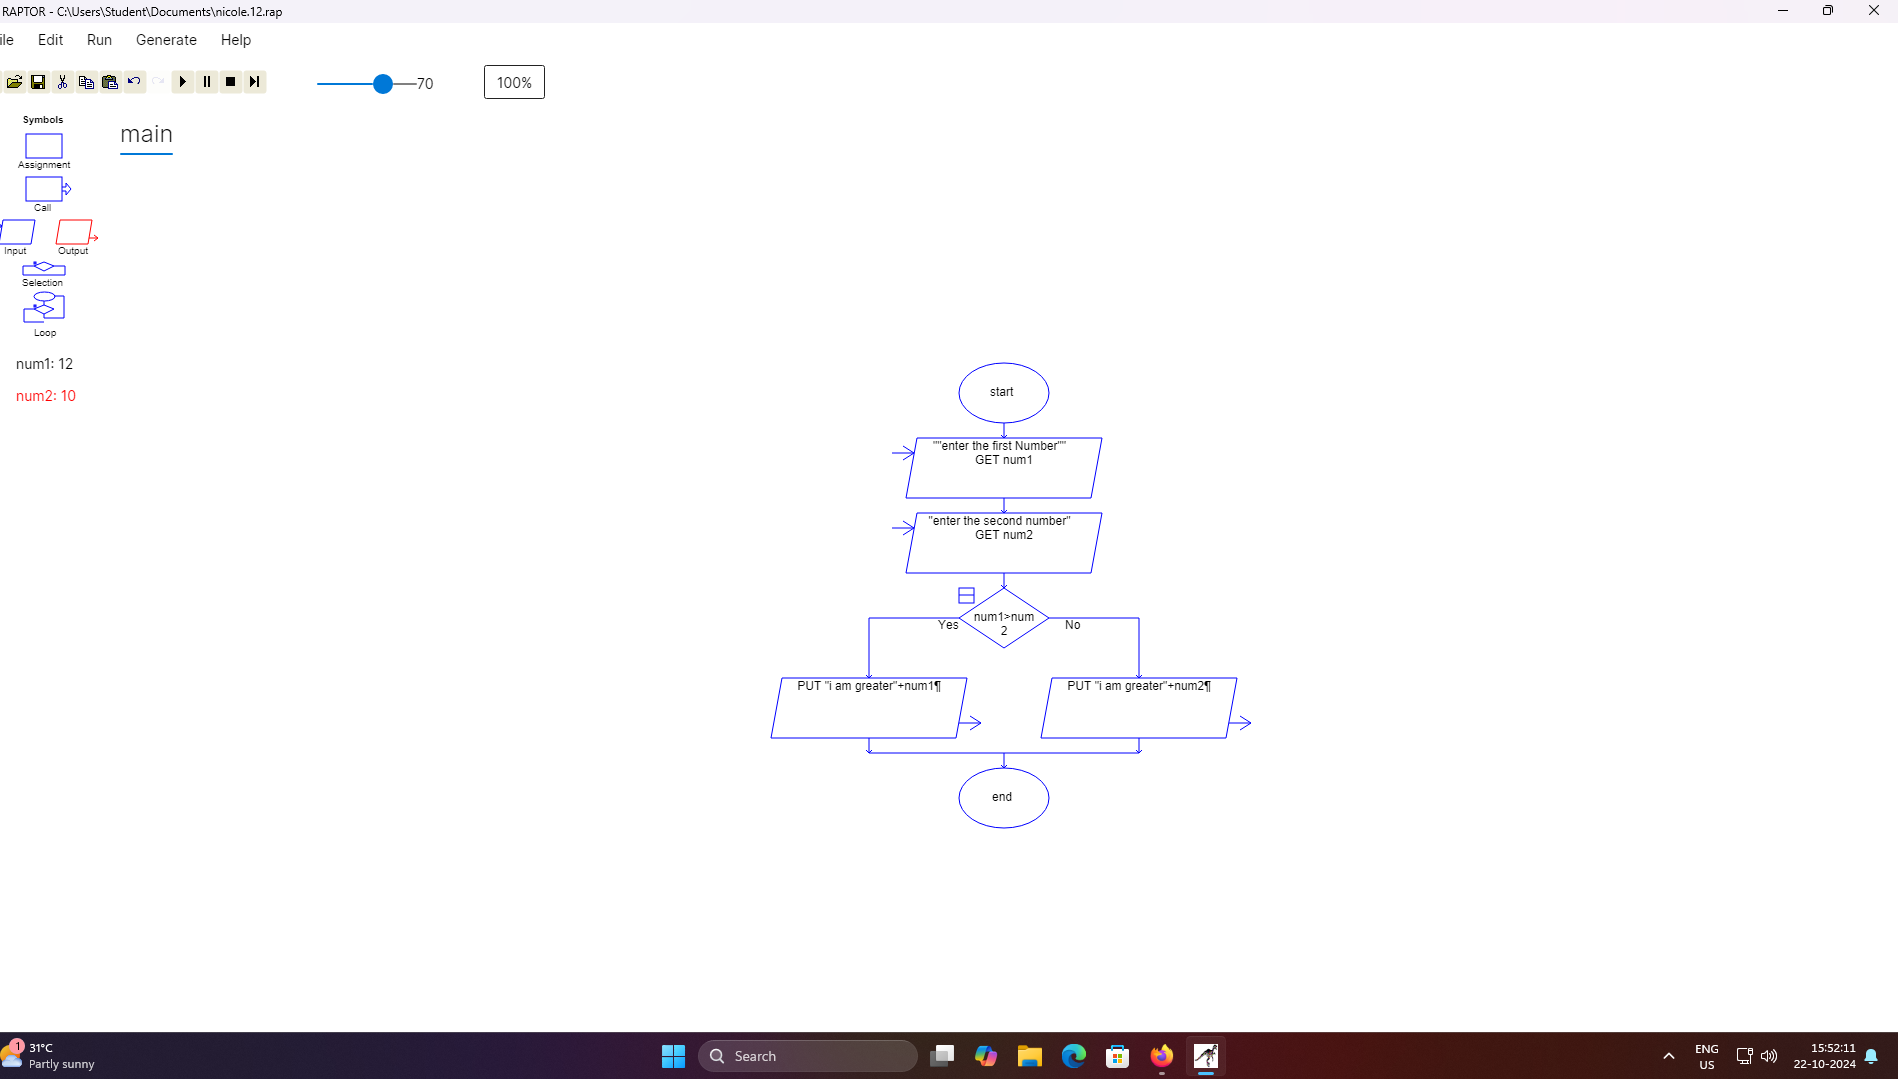 RAPTOR - C:\Users\Student\Documents\nicole.12.rap
ile Edit Run Generate Help
70 100%
Symbols
Assignment
Call
Input Output
Selection
Loop
num1: 12
num2: 10
main
start
""enter the first Number""
GET num1
"enter the second number"
GET num2
num1>num
2
Yes No
PUT "i am greater"+num1¶
PUT "i am greater"+num2¶
end
1
31°C
Partly sunny
Search
ENG
US
15:52:11
22-10-2024